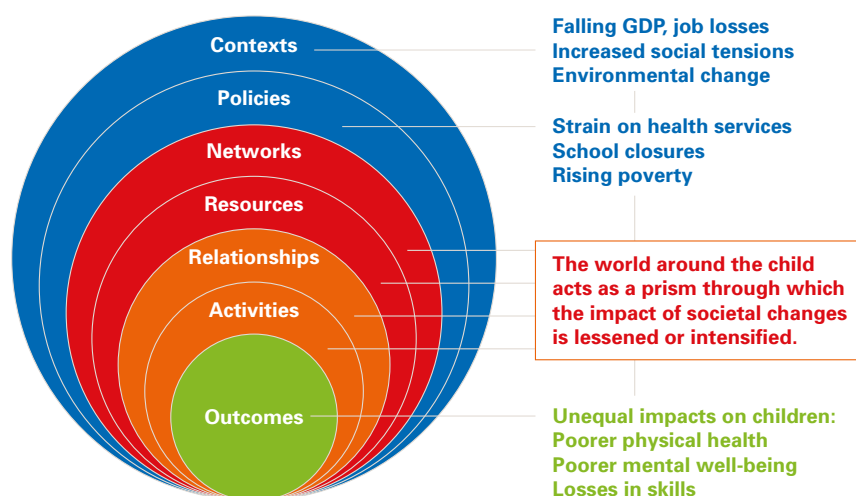 Contexts
Policies
Networks
Resources
Relationships
Activities
Outcomes
Falling GDP, job losses
Increased social tensions
Environmental change
Strain on health services
School closures
Rising poverty
The world around the child
acts as a prism through which
the impact of societal changes
is lessened or intensified.
Unequal impacts on children:
Poorer physical health
Poorer mental well-being
Losses in skills